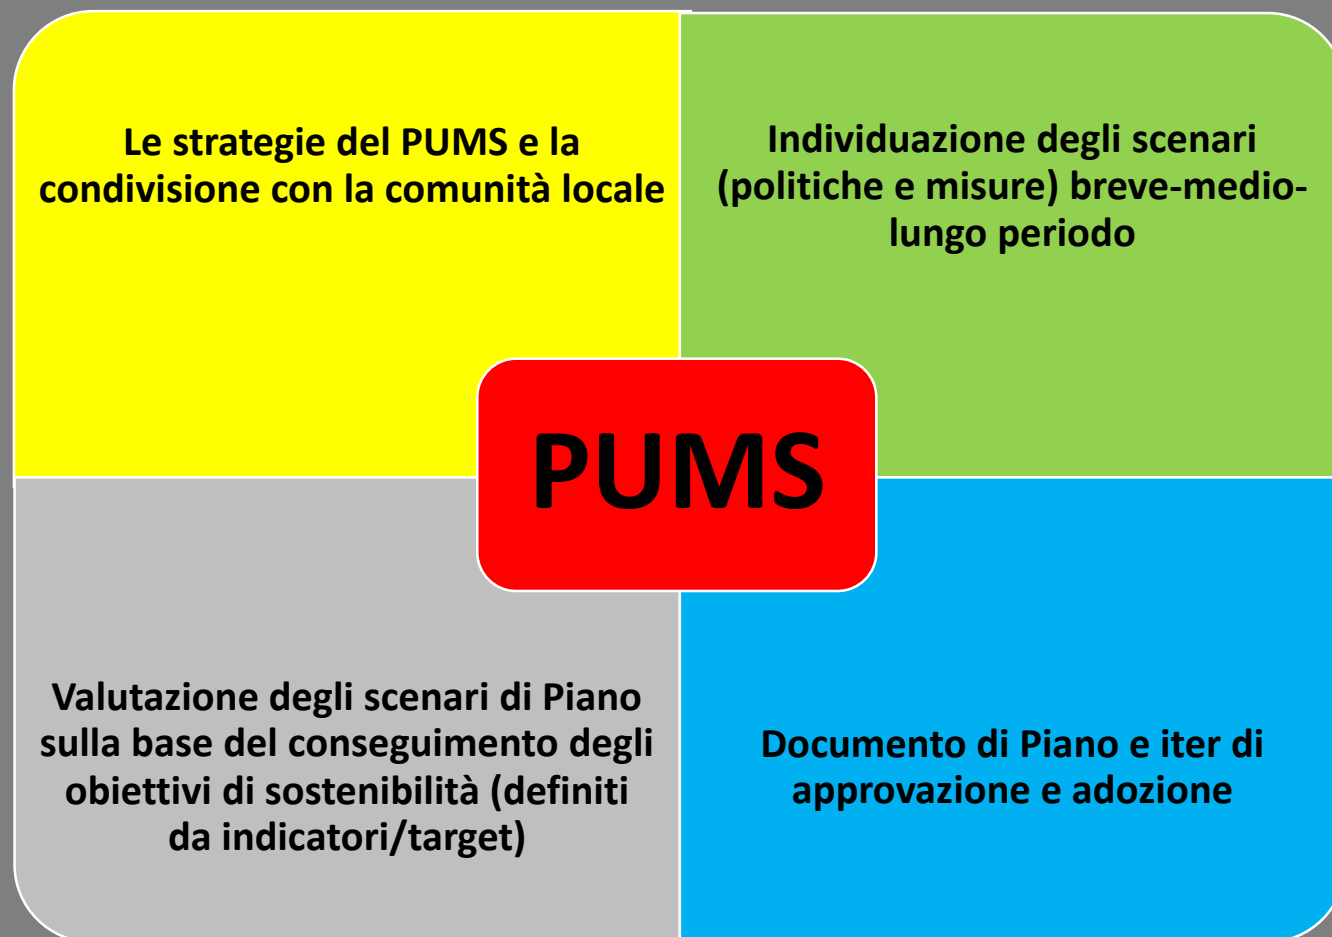 Le strategie del PUMS e la
condivisione con la comunità locale
Individuazione degli scenari
(politiche e misure) breve-medio-
lungo periodo
PUMS
Valutazione degli scenari di Piano
sulla base del conseguimento degli
obiettivi di sostenibilità (definiti
da indicatori/target)
Documento di Piano e iter di
approvazione e adozione